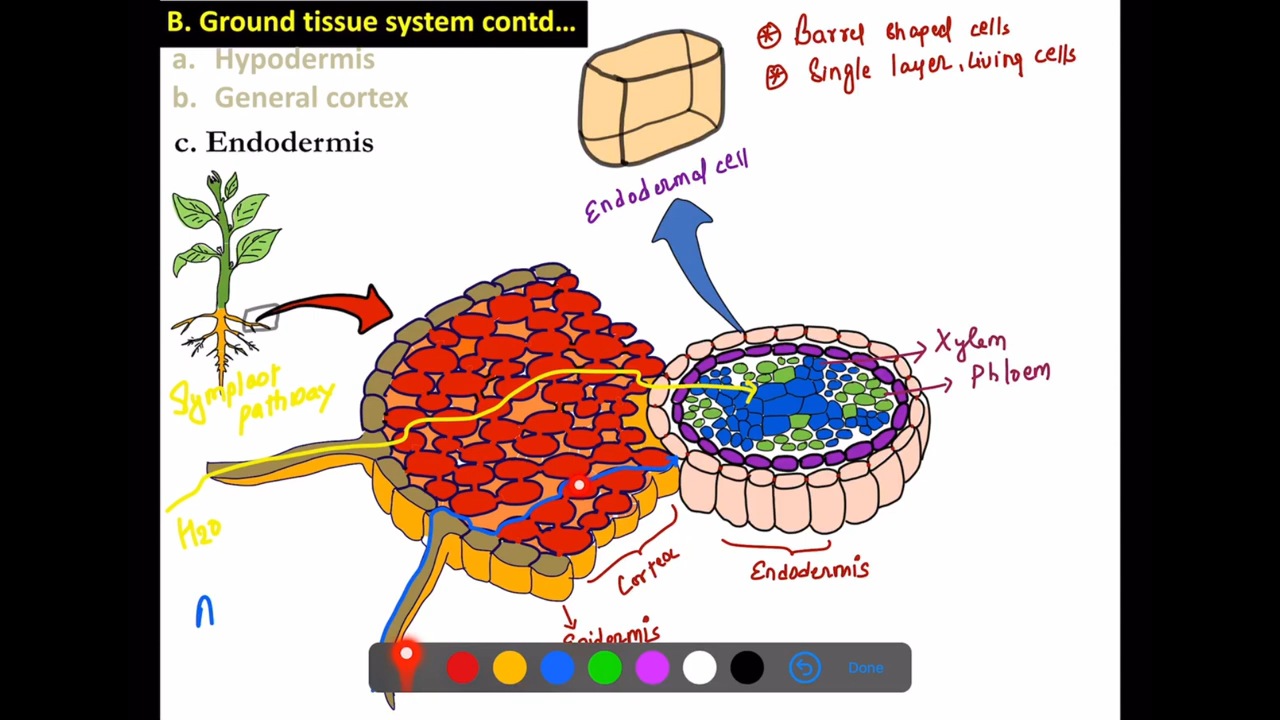 B. Ground tissue system contd...
a. Hypodermis
b. General cortex
c. Endodermis
Barrel shaped cells
Single layer, Living cells
Endodermal cell
Xylem
Phloem
Symplast
pathway
H2O
Cortex
Endodermis
Epidermis
Done